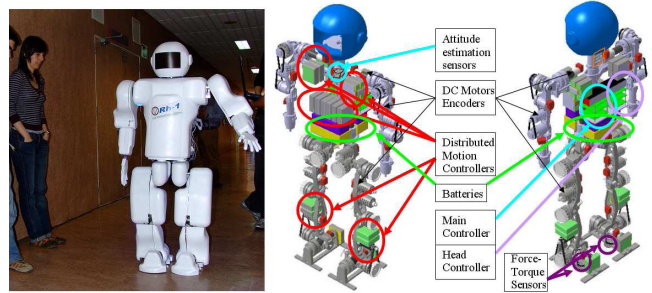 Rh-1
Attitude
estimation
sensors
DC Motors
Encoders
Distributed
Motion
Controllers
Batteries
Main
Controller
Head
Controller
Force-
Torque
Sensors